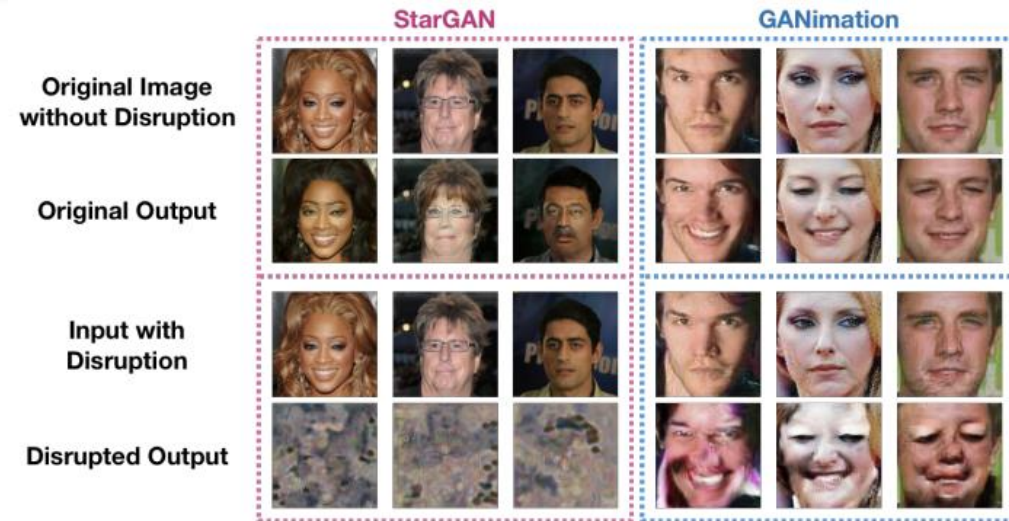 StarGAN
GANimation
Original Image
without Disruption
Original Output
Input with
Disruption
Disrupted Output